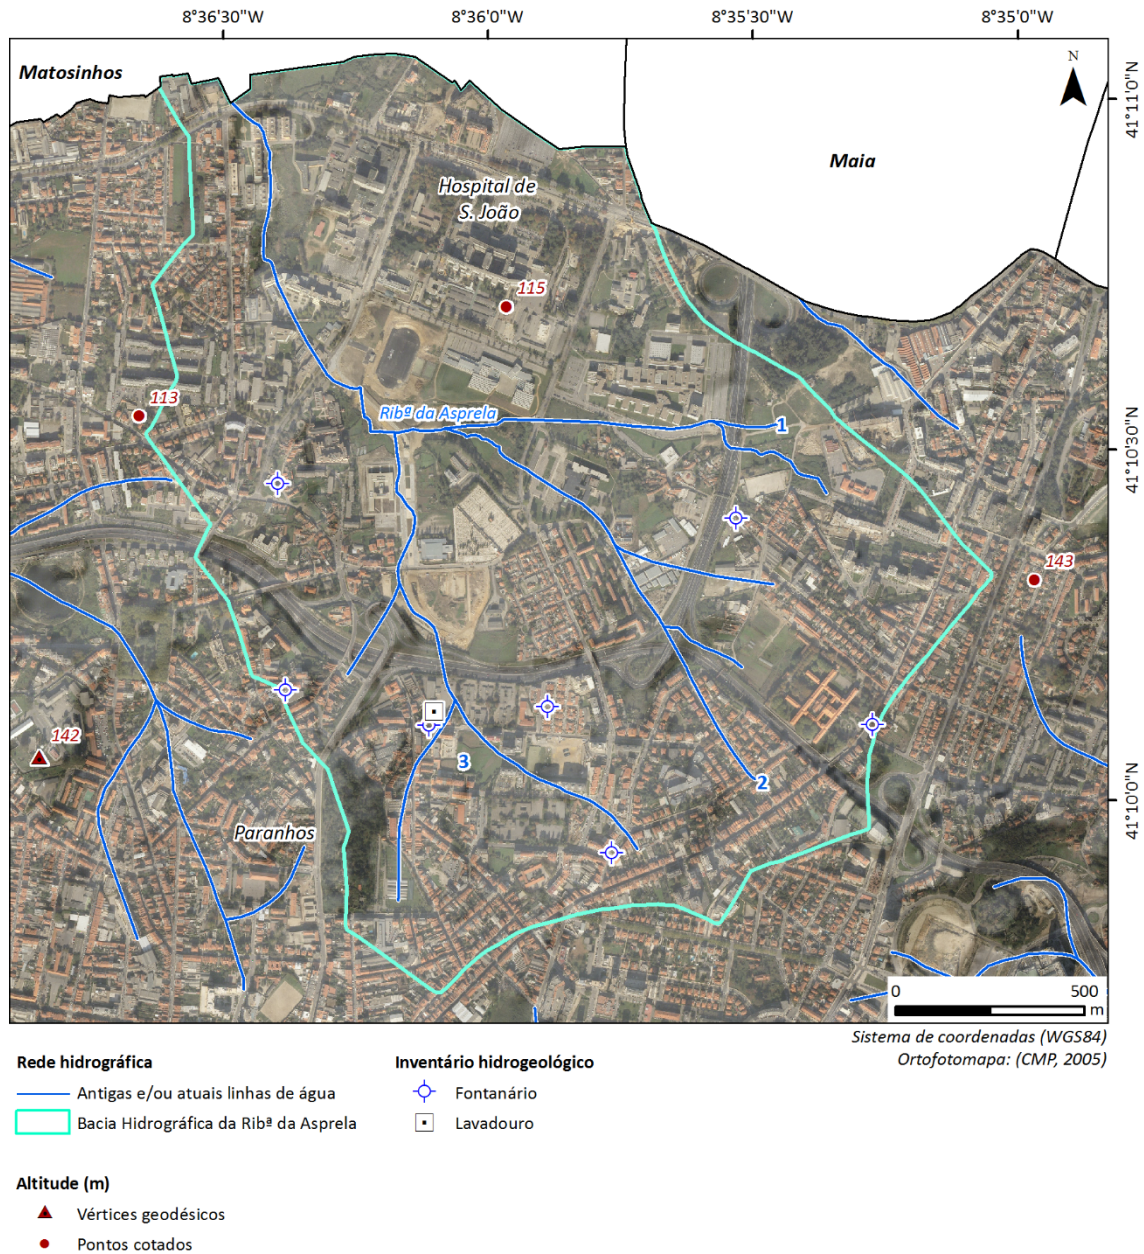 8°36'30"W
8°36'0"W
8°35'30"W
8°35'0"W
Matosinhos
N
41°11'0"N
Maia
Hospital de
S. João
115
113
Ribª da Asprela
1
41°10'30"N
143
142
3
2
41°10'0"N
Paranhos
0
500
m
Sistema de coordenadas (WGS84)
Ortofotomapa: (CMP, 2005)
Rede hidrográfica
Antigas e/ou atuais linhas de água
Bacia Hidrográfica da Ribª da Asprela
Inventário hidrogeológico
Fontanário
Lavadouro
Altitude (m)
Vértices geodésicos
Pontos cotados